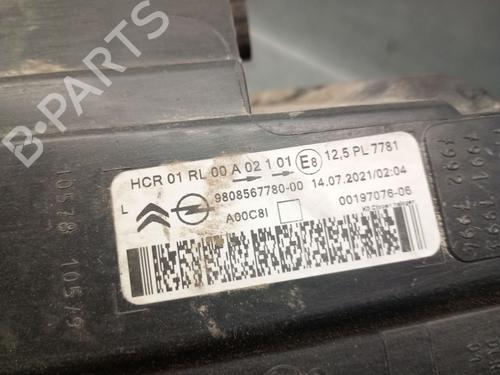 B-PARTS
HCR 01 RL 00 A 02 1 01 E8 12,5 PL 7781
L 9808567780-00 14.07.2021/02:04
A00C8I 00197076-06
10578 10579
7991 7992
7992 7996